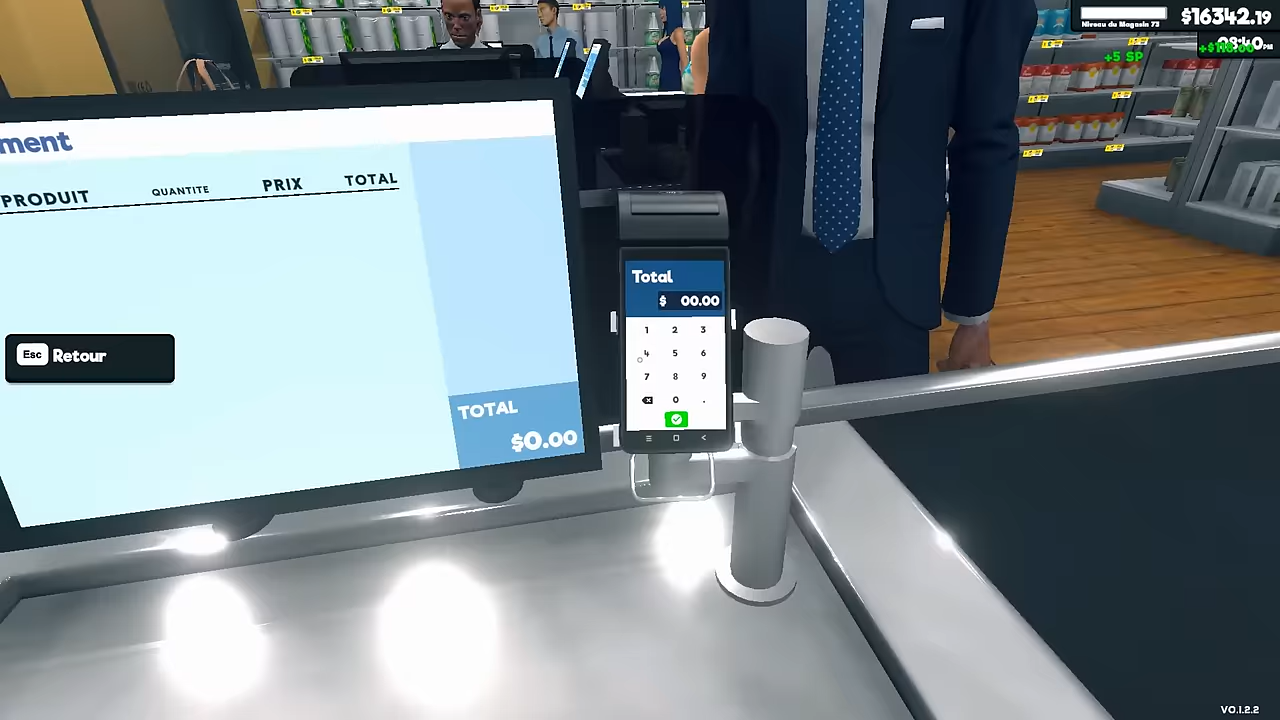 Niveau du Magasin 73
$16342.19
+5 SP
ment
PRODUIT QUANTITE PRIX TOTAL
Esc Retour
TOTAL
$0.00
Total
$ 00.00
1 2 3
4 5 6
7 8 9
0 .
V0.1.2.2